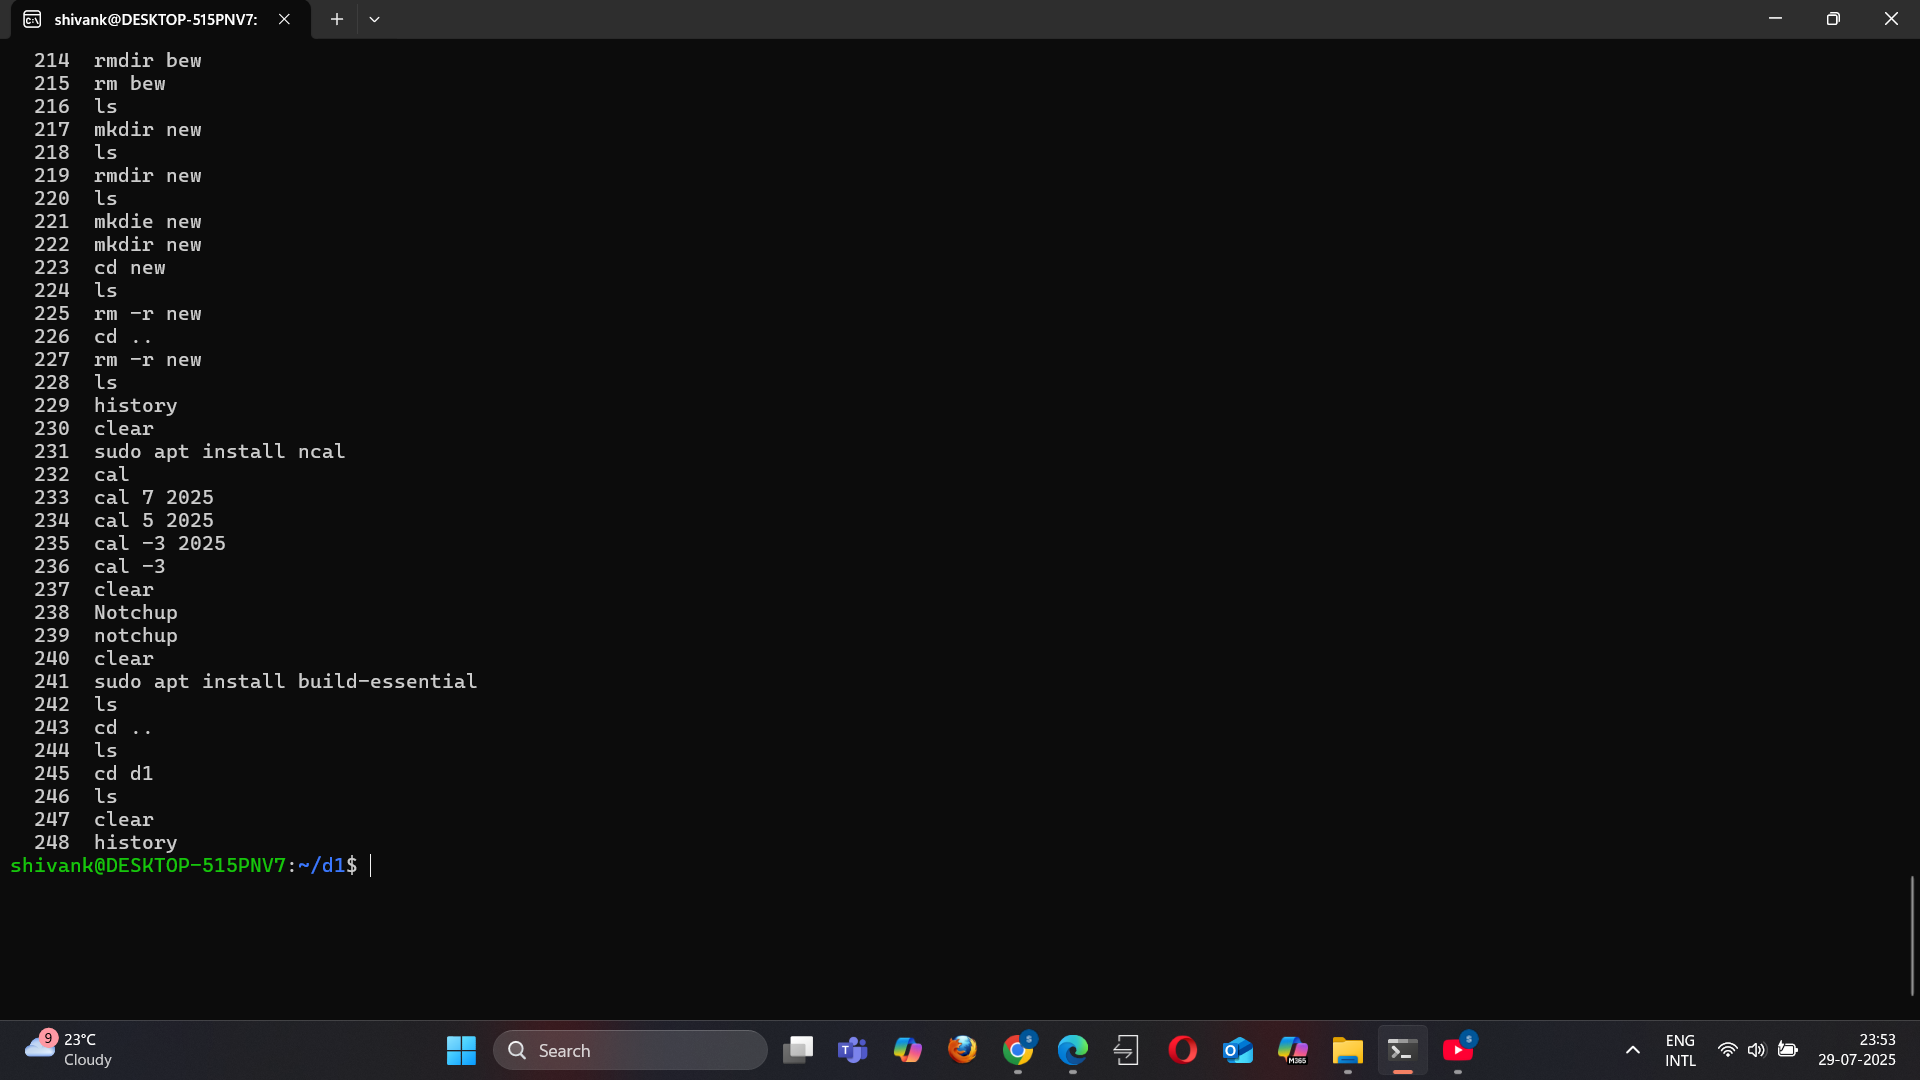 shivank@DESKTOP-515PNV7:
214 rmdir bew
215 rm bew
216 ls
217 mkdir new
218 ls
219 rmdir new
220 ls
221 mkdie new
222 mkdir new
223 cd new
224 ls
225 rm -r new
226 cd ..
227 rm -r new
228 ls
229 history
230 clear
231 sudo apt install ncal
232 cal
233 cal 7 2025
234 cal 5 2025
235 cal -3 2025
236 cal -3
237 clear
238 Notchup
239 notchup
240 clear
241 sudo apt install build-essential
242 ls
243 cd ..
244 ls
245 cd d1
246 ls
247 clear
248 history
shivank@DESKTOP-515PNV7:~/d1$
9
23°C
Cloudy
Search
T
S
O
M365
S
ENG
INTL
23:53
29-07-2025